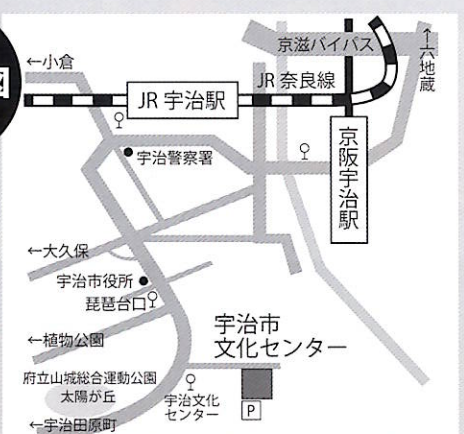 京滋バイパス
←小倉
↑六地蔵
JR 奈良線
JR 宇治駅
京阪宇治駅
宇治警察署
←大久保
宇治市役所
琵琶台口
←植物公園
宇治市
文化センター
府立山城総合運動公園
太陽が丘
宇治文化
センター
P
←宇治田原町